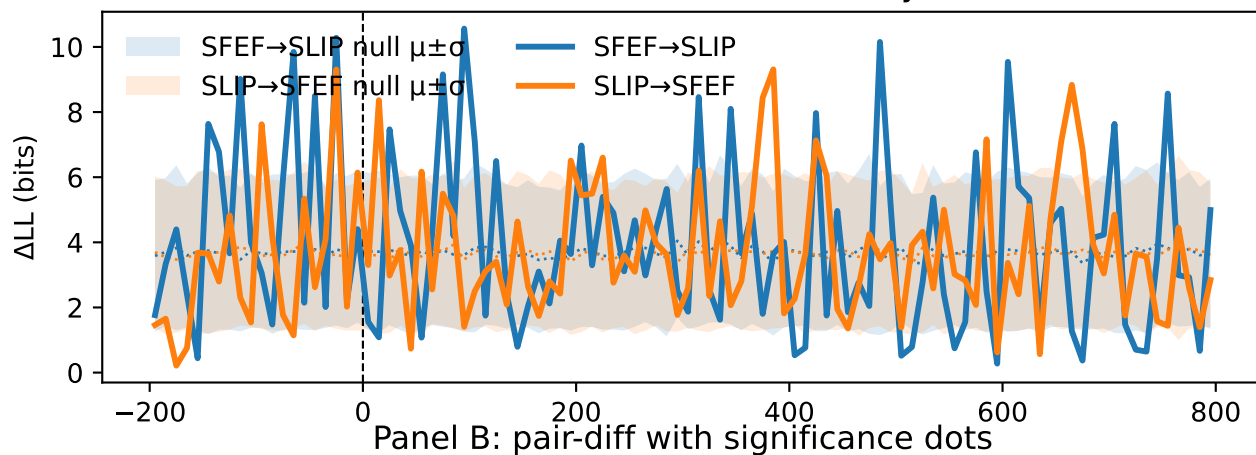 SFEF→SLIP null μ±σ
SLIP→SFEF null μ±σ
SFEF→SLIP
SLIP→SFEF
ΔLL (bits)
10
8
6
4
2
0
−200 0 200 400 600 800
Panel B: pair-diff with significance dots